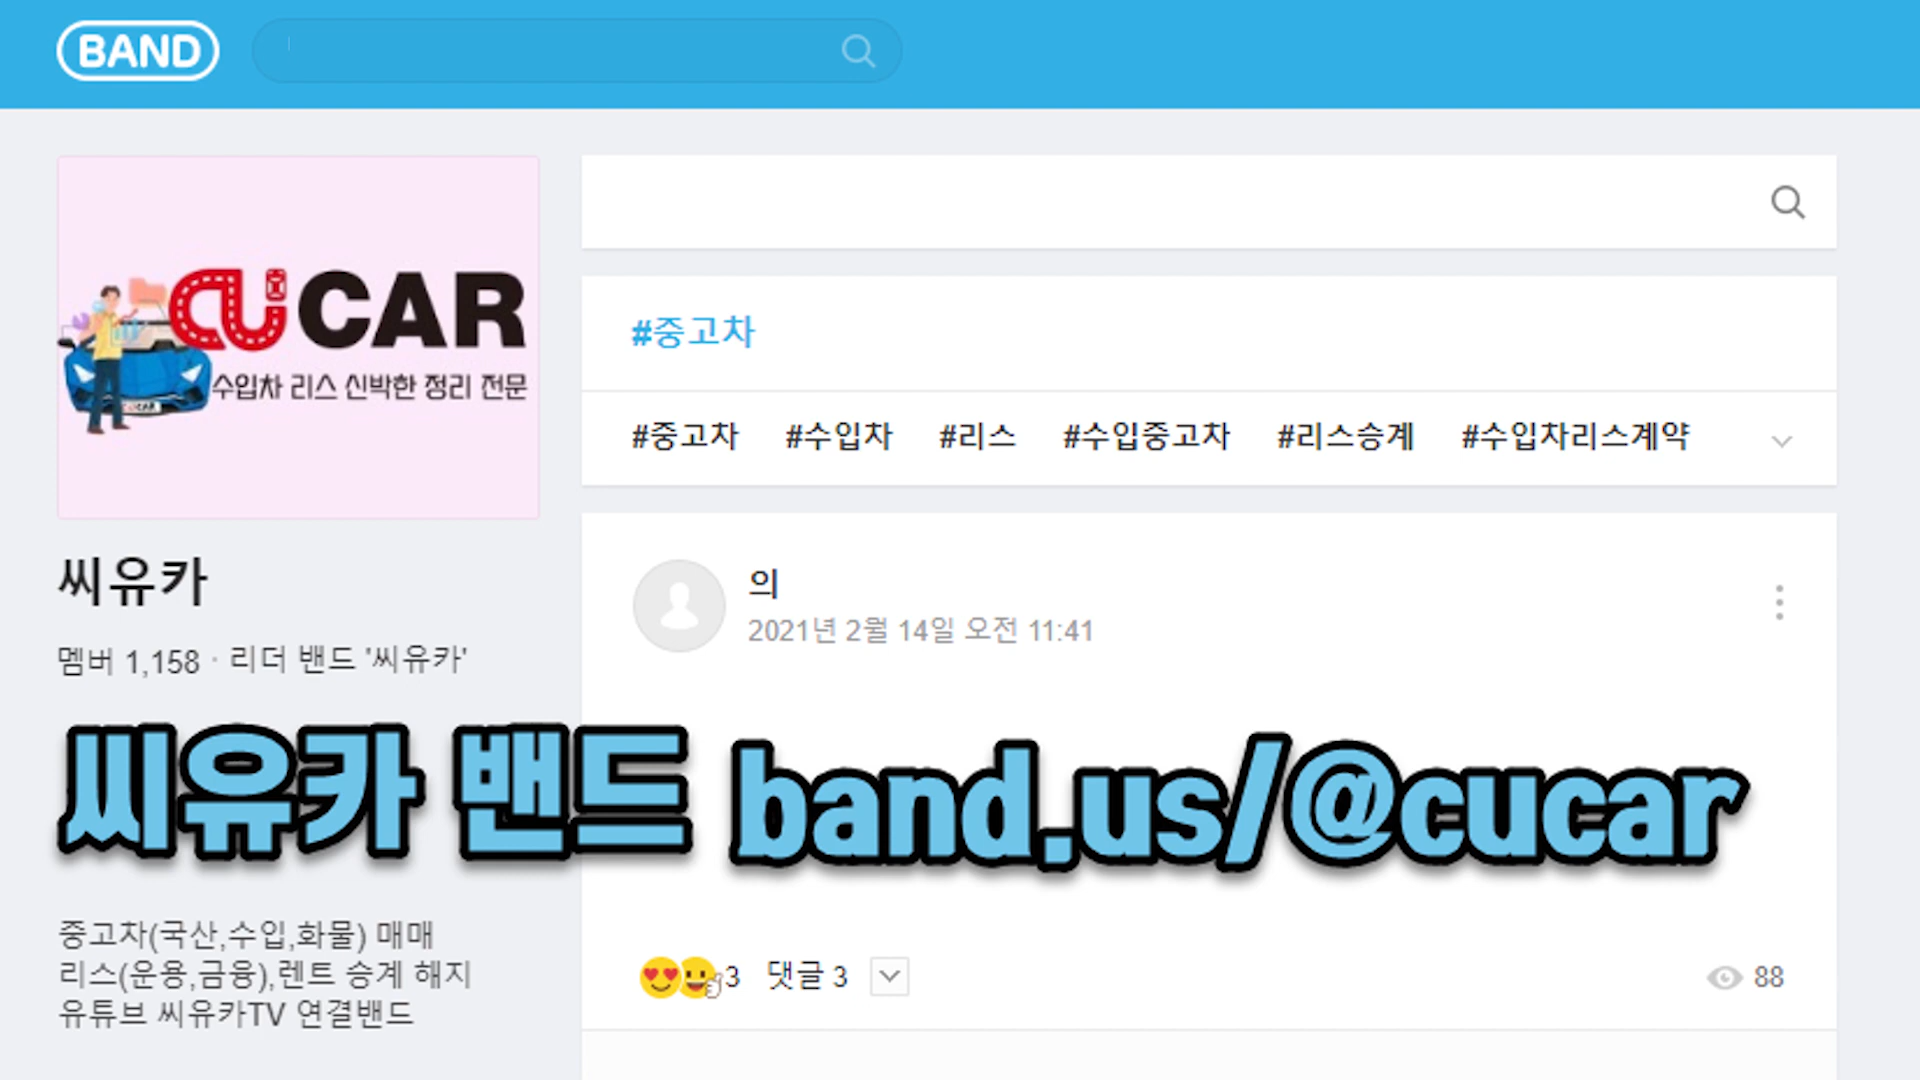 BAND
CU CAR
수입차 리스 신박한 정리 전문
CUCAR
#중고차
#중고차 #수입차 #리스 #수입중고차 #리스승계 #수입차리스계약
씨유카
멤버 1,158 · 리더 밴드 '씨유카'
의
2021년 2월 14일 오전 11:41
씨유카 밴드 band.us/@cucar
중고차(국산,수입,화물) 매매
리스(운용,금융),렌트 승계 해지
유튜브 씨유카TV 연결밴드
3 댓글 3
88